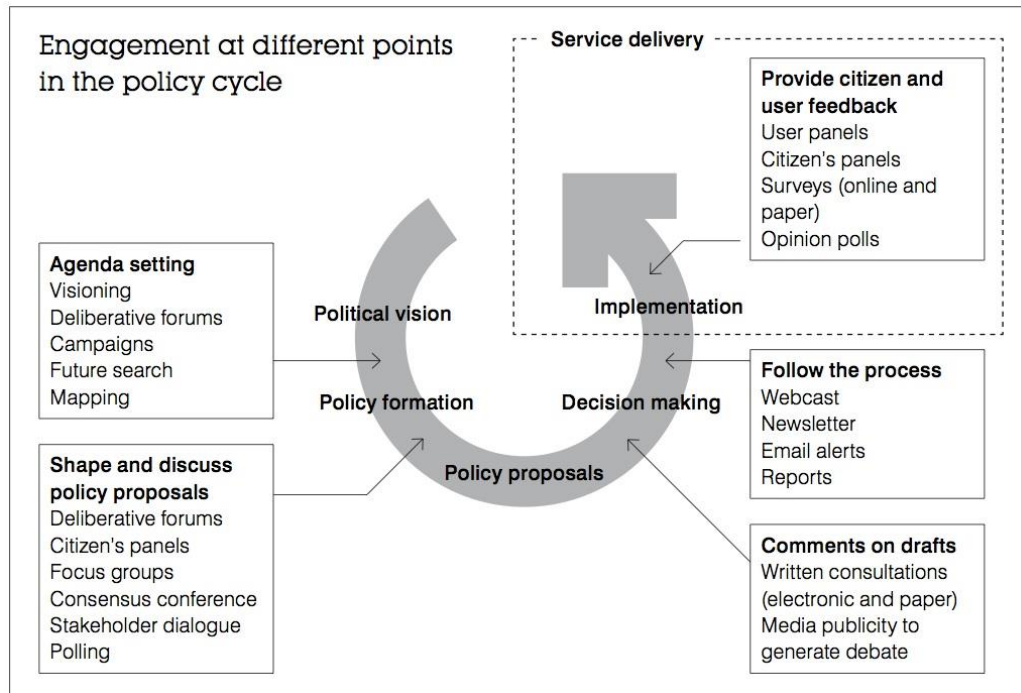 Engagement at different points
in the policy cycle
Service delivery
Provide citizen and
user feedback
User panels
Citizen's panels
Surveys (online and
paper)
Opinion polls
Agenda setting
Visioning
Deliberative forums
Campaigns
Future search
Mapping
Political vision
Implementation
Policy formation
Decision making
Policy proposals
Follow the process
Webcast
Newsletter
Email alerts
Reports
Shape and discuss
policy proposals
Deliberative forums
Citizen's panels
Focus groups
Consensus conference
Stakeholder dialogue
Polling
Comments on drafts
Written consultations
(electronic and paper)
Media publicity to
generate debate